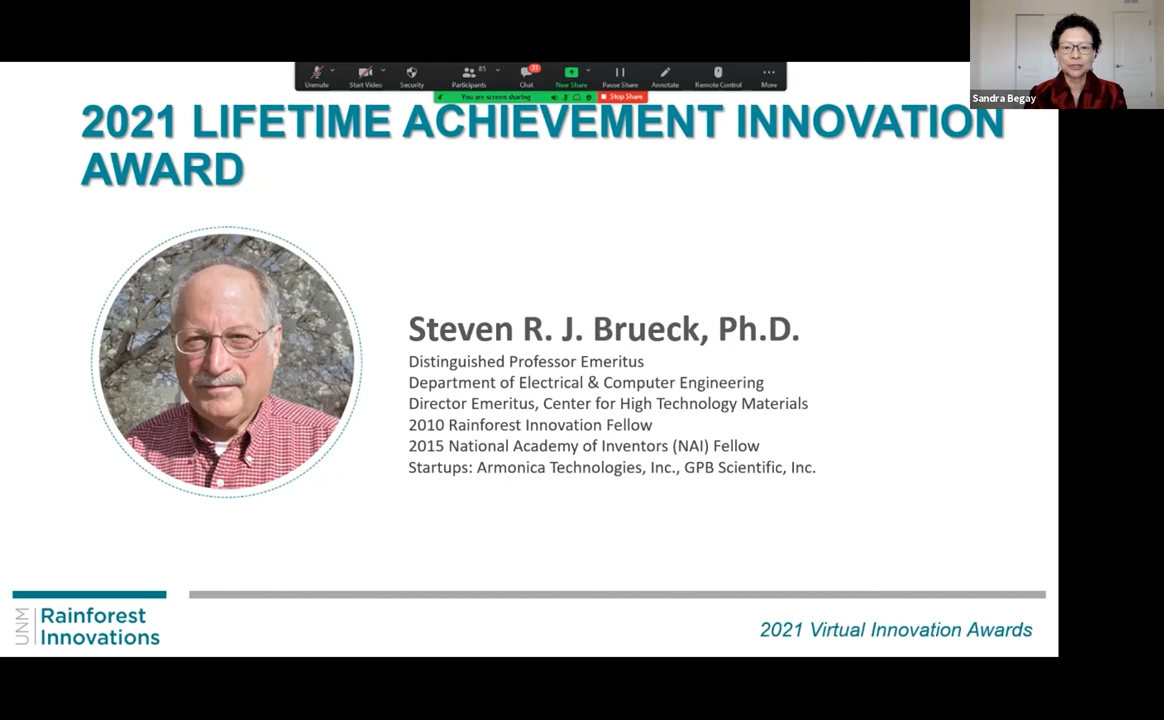 Sandra Begay
Unmute
Start Video
Security
Participants
85
Chat
31
New Share
Pause Share
Annotate
Remote Control
More
You are screen sharing
Stop Share
2021 LIFETIME ACHIEVEMENT INNOVATION
AWARD
Steven R. J. Brueck, Ph.D.
Distinguished Professor Emeritus
Department of Electrical & Computer Engineering
Director Emeritus, Center for High Technology Materials
2010 Rainforest Innovation Fellow
2015 National Academy of Inventors (NAI) Fellow
Startups: Armonica Technologies, Inc., GPB Scientific, Inc.
UNM
Rainforest
Innovations
2021 Virtual Innovation Awards